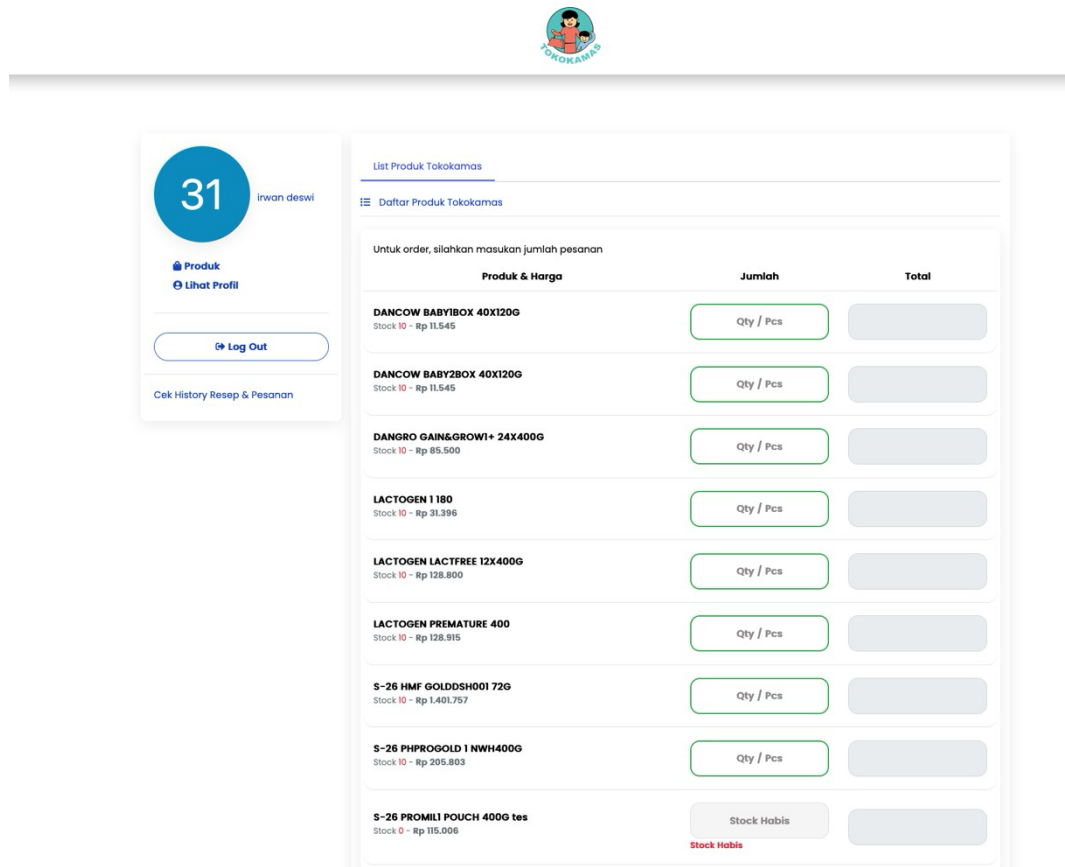 TOKOKAMAS
31
irwan deswi
Produk
Lihat Profil
Log Out
Cek History Resep & Pesanan
List Produk Tokokamas
Daftar Produk Tokokamas
Untuk order, silahkan masukan jumlah pesanan
Produk & Harga Jumlah Total
DANCOW BABY1BOX 40X120G
Stock 10 - Rp 11.545
Qty / Pcs
DANCOW BABY2BOX 40X120G
Stock 10 - Rp 11.545
Qty / Pcs
DANGRO GAIN&GROW1+ 24X400G
Stock 10 - Rp 85.500
Qty / Pcs
LACTOGEN 1 180
Stock 10 - Rp 31.396
Qty / Pcs
LACTOGEN LACTFREE 12X400G
Stock 10 - Rp 128.800
Qty / Pcs
LACTOGEN PREMATURE 400
Stock 10 - Rp 128.915
Qty / Pcs
S-26 HMF GOLDDSH001 72G
Stock 10 - Rp 1.401.757
Qty / Pcs
S-26 PHPROGOLD 1 NWH400G
Stock 10 - Rp 205.803
Qty / Pcs
S-26 PROMIL1 POUCH 400G tes
Stock 0 - Rp 115.006
Stock Habis
Stock Habis